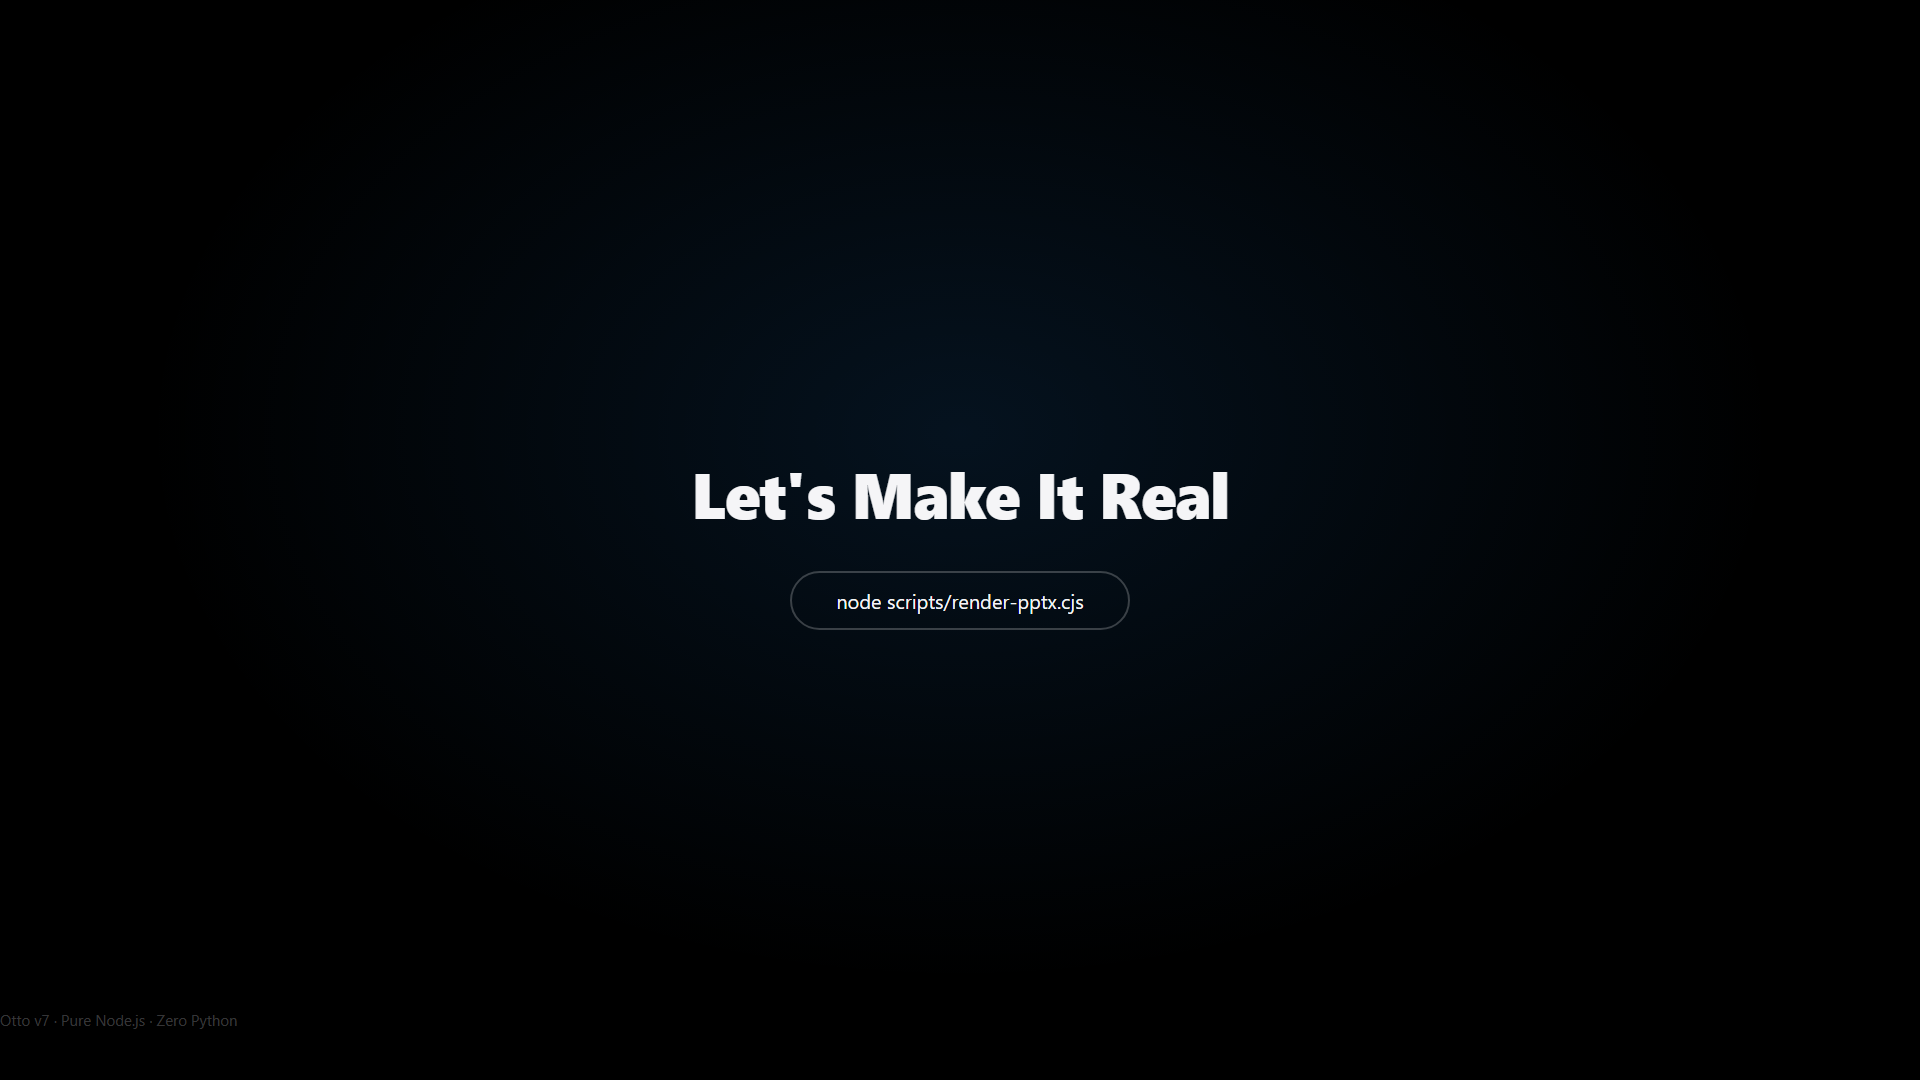 Let's Make It Real
node scripts/render-pptx.cjs
Otto v7 · Pure Node.js · Zero Python